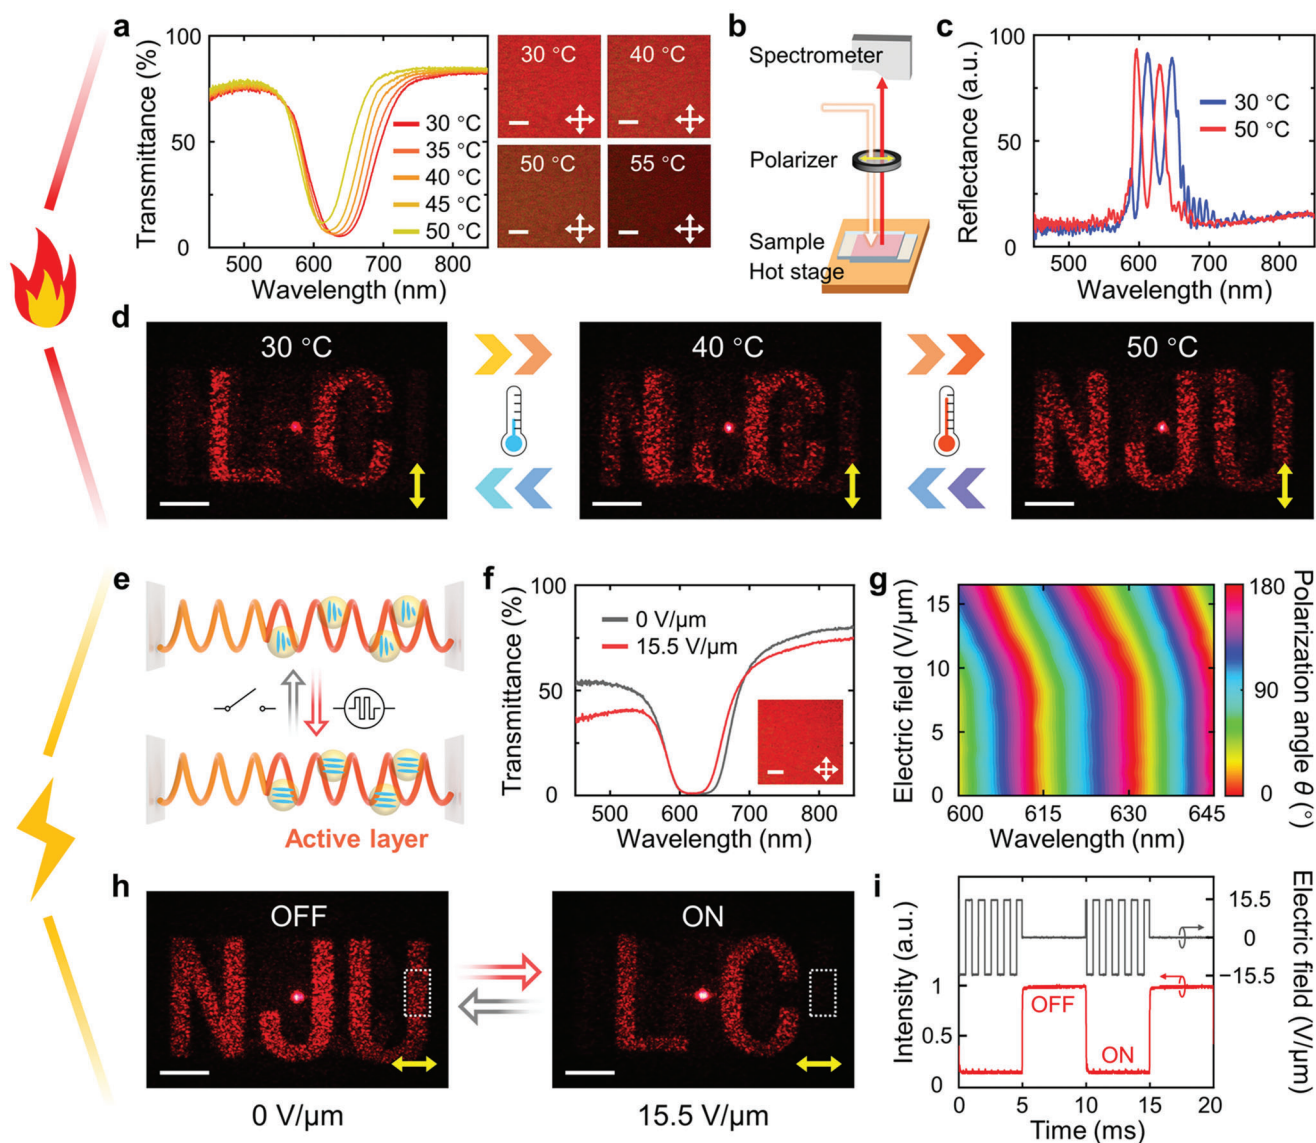 a
Transmittance (%)
100
50
0
500 600 700 800
Wavelength (nm)
30 °C
35 °C
40 °C
45 °C
50 °C
30 °C
40 °C
50 °C
55 °C
b
Spectrometer
Polarizer
Sample
Hot stage
c
Reflectance (a.u.)
100
50
0
500 600 700 800
Wavelength (nm)
30 °C
50 °C
d
30 °C
LC
40 °C
50 °C
NJU
e
Active layer
f
Transmittance (%)
100
50
0
500 600 700 800
Wavelength (nm)
0 V/μm
15.5 V/μm
g
Electric field (V/μm)
15
10
5
0
600 615 630 645
Wavelength (nm)
180
90
0
Polarization angle θ (°)
h
OFF
NJU
0 V/μm
ON
LC
15.5 V/μm
i
Intensity (a.u.)
1
0.5
0
OFF
ON
0 5 10 15 20
Time (ms)
15.5
0
−15.5
Electric field (V/μm)